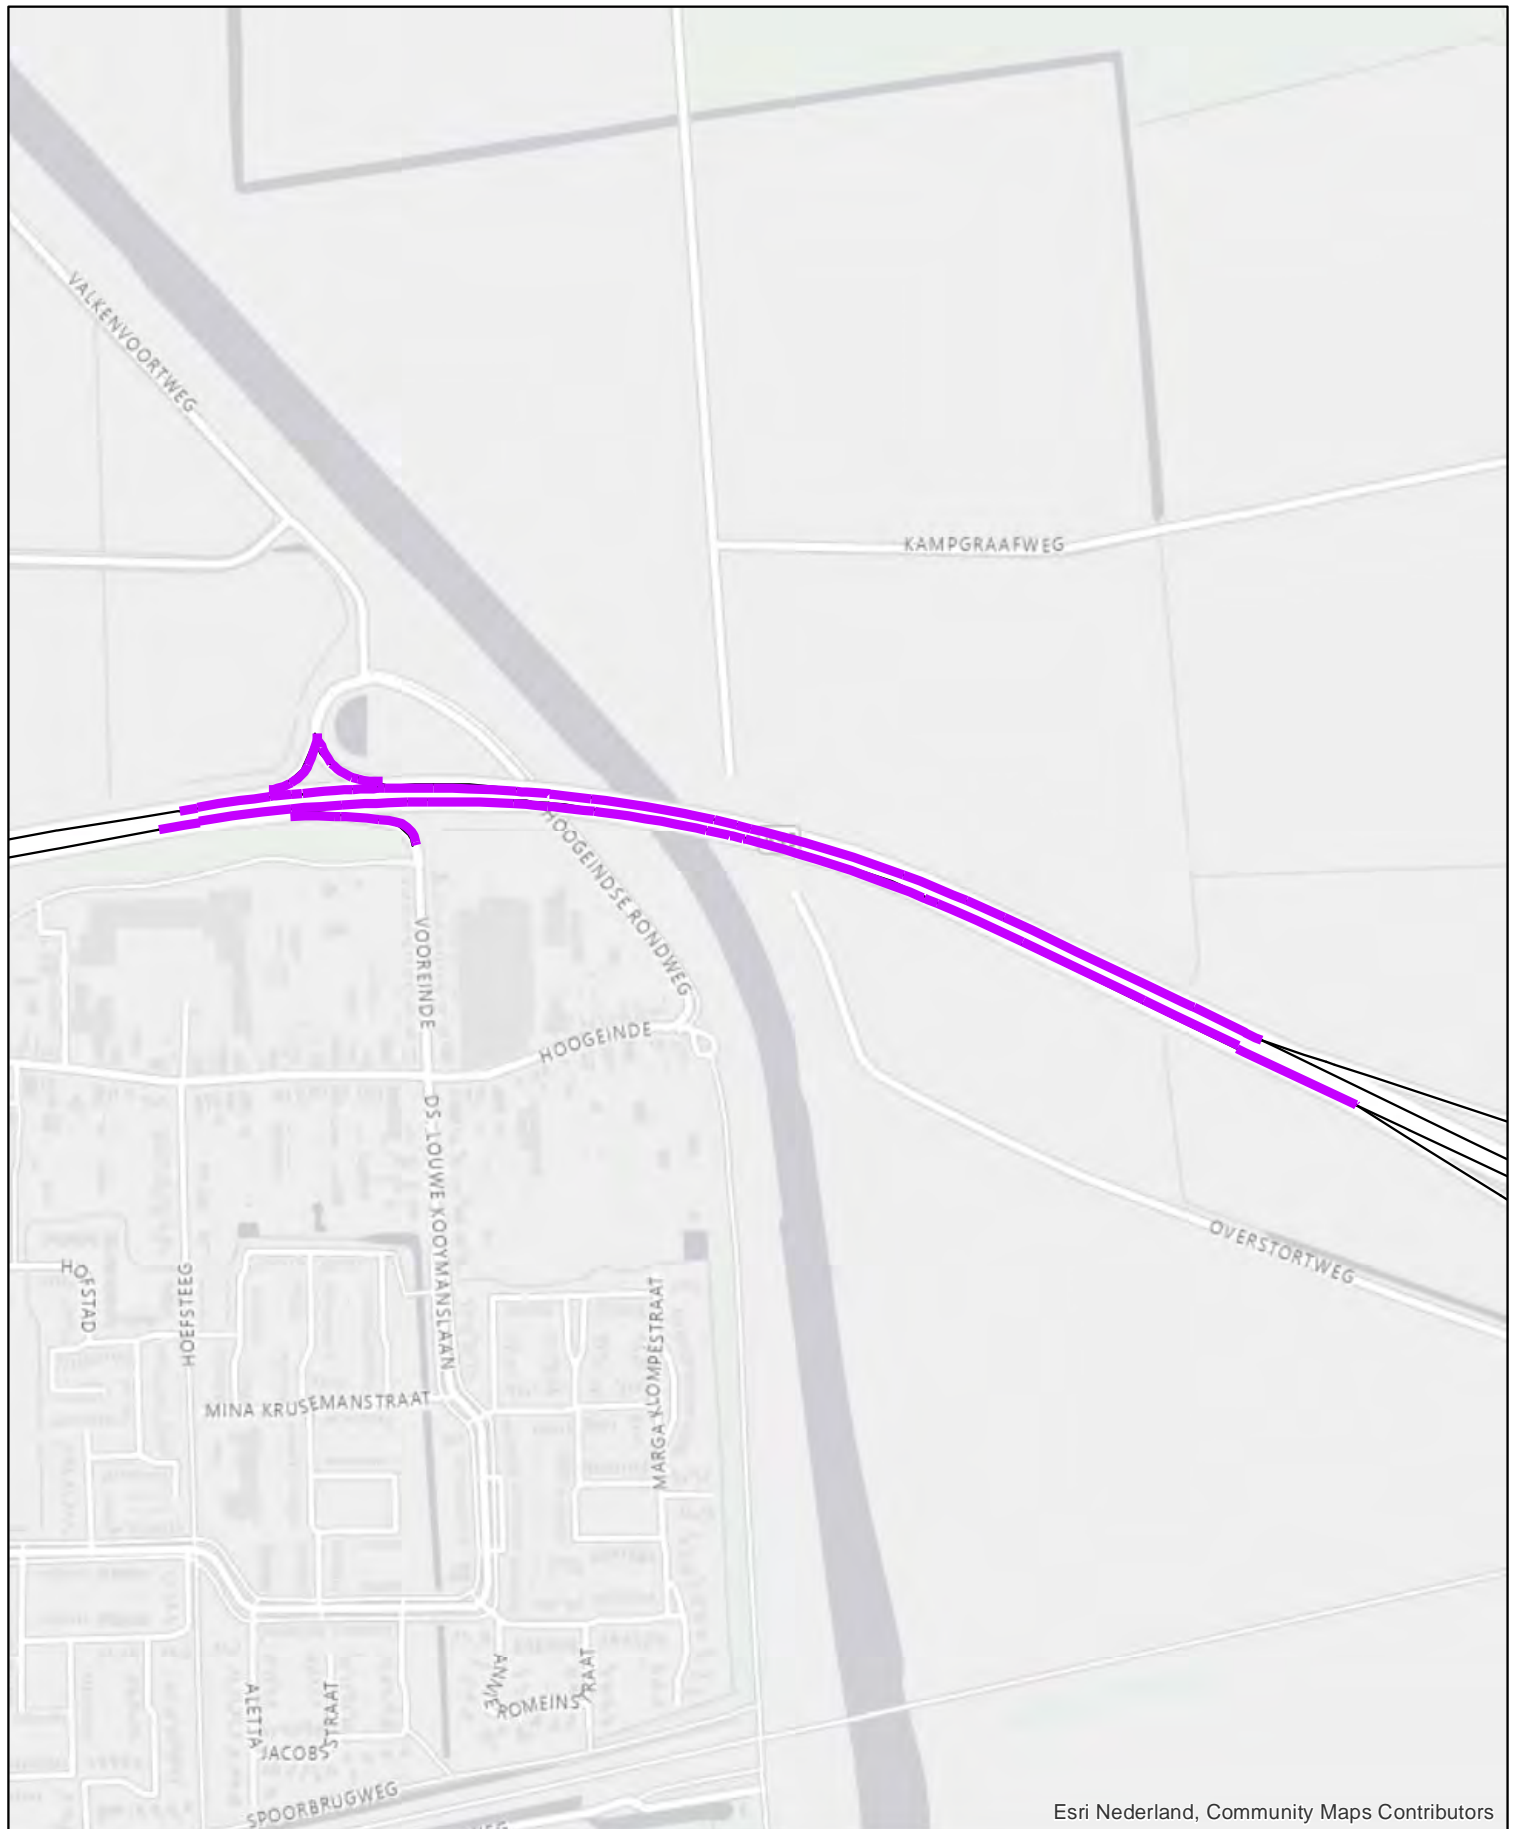 VALKENVOORTWEG
KAMPGRAAFWEG
HOOGEINDSE RONDWEG
VOOREINDE
HOOGEINDE
DS. LOUWE KOOYMANSLAAN
OVERSTORTWEG
HOFSTAD
HOEFSTEEG
MARGA KLOMPESTRAAT
MINA KRUSEMANSTRAAT
ALETTA JACOBSSTRAAT
ANNIE ROMEINSTRAAT
SPOORBRUGWEG
Esri Nederland, Community Maps Contributors